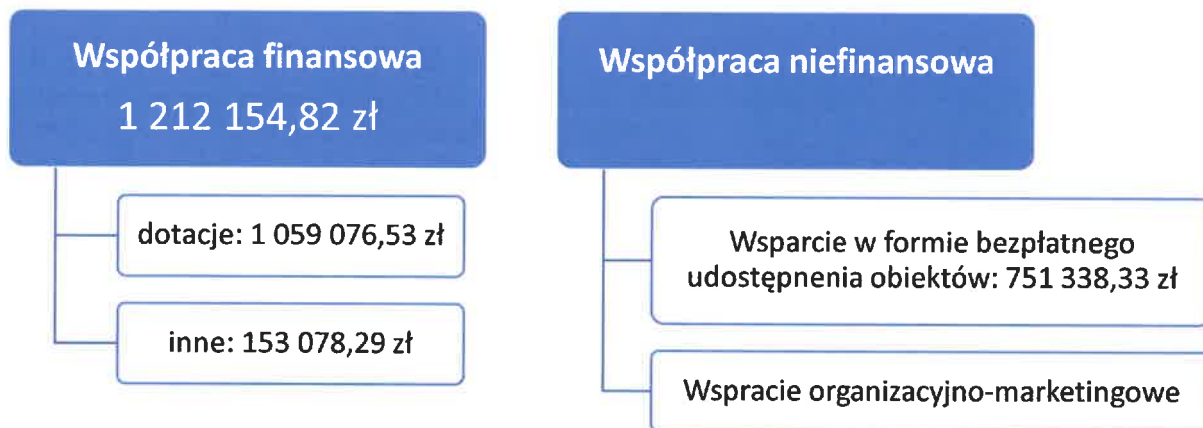 Współpraca finansowa
1 212 154,82 zł
dotacje: 1 059 076,53 zł
inne: 153 078,29 zł
Współpraca niefinansowa
Wsparcie w formie bezpłatnego
udostępnenia obiektów: 751 338,33 zł
Wspracie organizacyjno-marketingowe